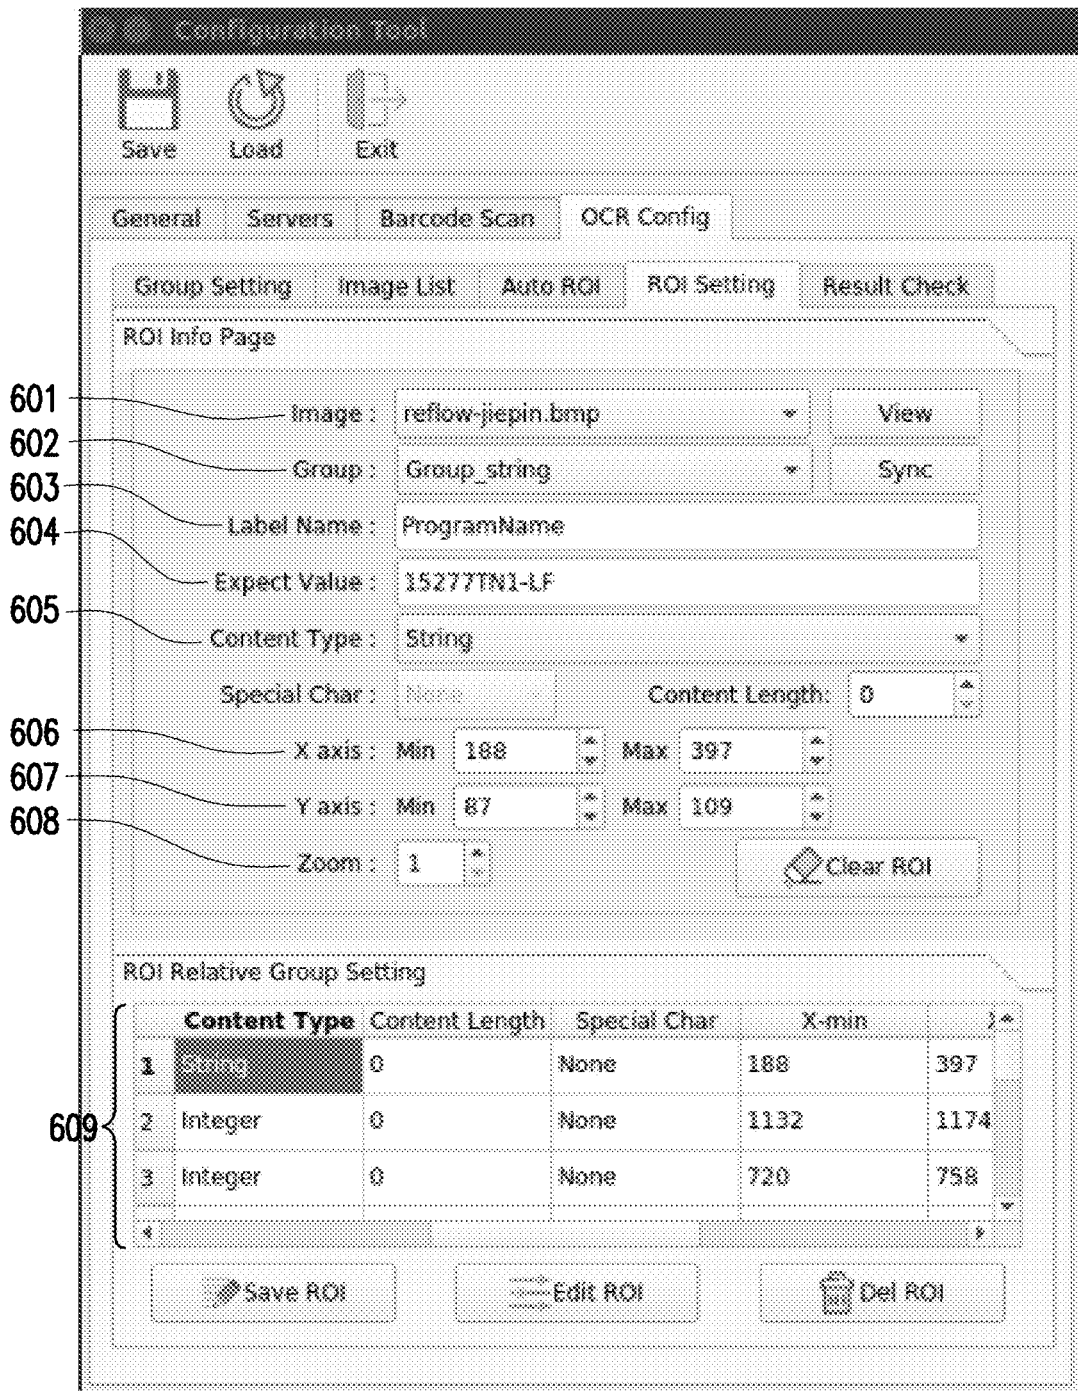 Configuration Tool
Save Load Exit
General Servers Barcode Scan OCR Config
Group Setting Image List Auto ROI ROI Setting Result Check
ROI Info Page
601 Image : reflow-jiepin.bmp View
602 Group : Group_string Sync
603 Label Name : ProgramName
604 Expect Value : 15277TN1-LF
605 Content Type : String
Special Char : None Content Length: 0
606 X axis : Min 188 Max 397
607 Y axis : Min 87 Max 109
608 Zoom : 1 Clear ROI
ROI Relative Group Setting
Content Type Content Length Special Char X-min
1 String 0 None 188 397
609 2 Integer 0 None 1132 1174
3 Integer 0 None 720 758
Save ROI Edit ROI Del ROI